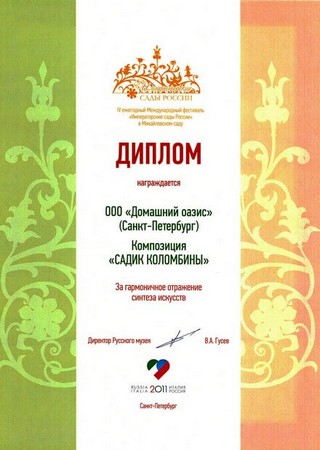 САДЫ РОССИИ
IV ежегодный Международный фестиваль
«Императорские сады России»
в Михайловском саду
ДИПЛОМ
награждается
ООО «Домашний оазис»
(Санкт-Петербург)
Композиция
«САДИК КОЛОМБИНЫ»
За гармоничное отражение
синтеза искусств
Директор Русского музея В.А. Гусев
RUSSIA ITALIA 2011 ИТАЛИЯ РОССИЯ
Санкт-Петербург